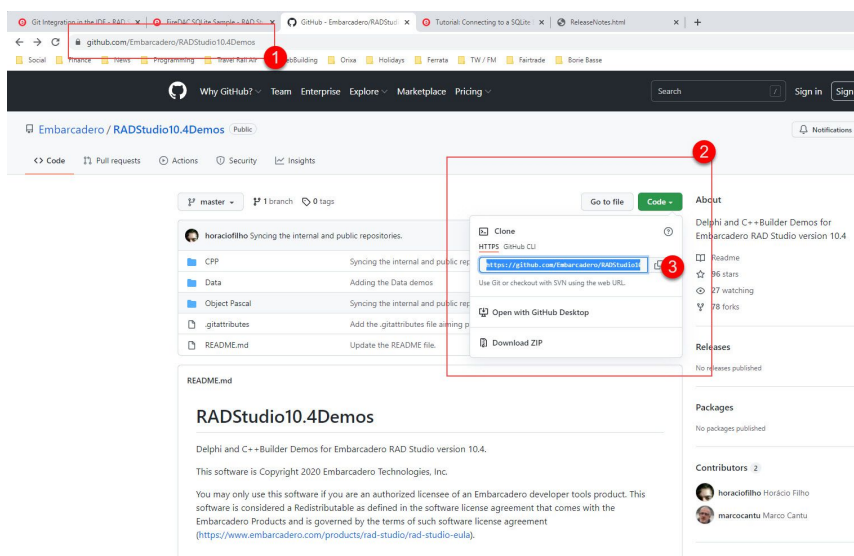 Git Integration in the IDE - RAD S
FireDAC.SQLite Sample - RAD St
GitHub - Embarcadero/RADStudi
Tutorial: Connecting to a SQLite
ReleaseNotes.html
github.com/Embarcadero/RADStudio10.4Demos
1
Social Finance News Programming Travel Rail Air WebBuilding Orixa Holidays Ferrata TW / FM Fairtrade Borie Basse
Why GitHub? Team Enterprise Explore Marketplace Pricing Search / Sign in Sign
Embarcadero / RADStudio10.4Demos Public
Notifications
2
Code Pull requests Actions Security Insights
master 1 branch 0 tags Go to file Code
About
Delphi and C++Builder Demos for
Embarcadero RAD Studio version 10.4
Readme
96 stars
27 watching
78 forks
horaciofilho Syncing the internal and public repositories.
CPP Syncing the internal and public rep
Data Adding the Data demos
Object Pascal Syncing the internal and public rep
.gitattributes Add the .gitattributes file aiming p
README.md Update the README file.
Clone
HTTPS GitHub CLI
https://github.com/Embarcadero/RADStudio10
3
Use Git or checkout with SVN using the web URL.
Open with GitHub Desktop
Download ZIP
Releases
No releases published
Packages
No packages published
Contributors 2
horaciofilho Horácio Filho
marcocantu Marco Cantu
README.md
RADStudio10.4Demos
Delphi and C++Builder Demos for Embarcadero RAD Studio version 10.4.
This software is Copyright 2020 Embarcadero Technologies, Inc.
You may only use this software if you are an authorized licensee of an Embarcadero developer tools product. This
software is considered a Redistributable as defined in the software license agreement that comes with the
Embarcadero Products and is governed by the terms of such software license agreement
(https://www.embarcadero.com/products/rad-studio/rad-studio-eula).